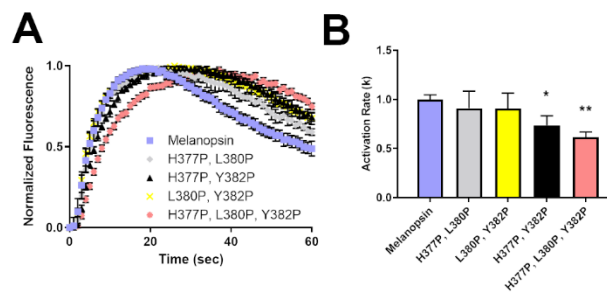 A
Normalized Fluorescence
1.0
0.5
0.0
0
20
40
60
Time (sec)
Melanopsin
H377P, L380P
H377P, Y382P
L380P, Y382P
H377P, L380P, Y382P
B
Activation Rate (k)
1.5
1.0
0.5
0.0
*
**
Melanopsin
H377P, L380P
L380P, Y382P
H377P, Y382P
H377P, L380P, Y382P